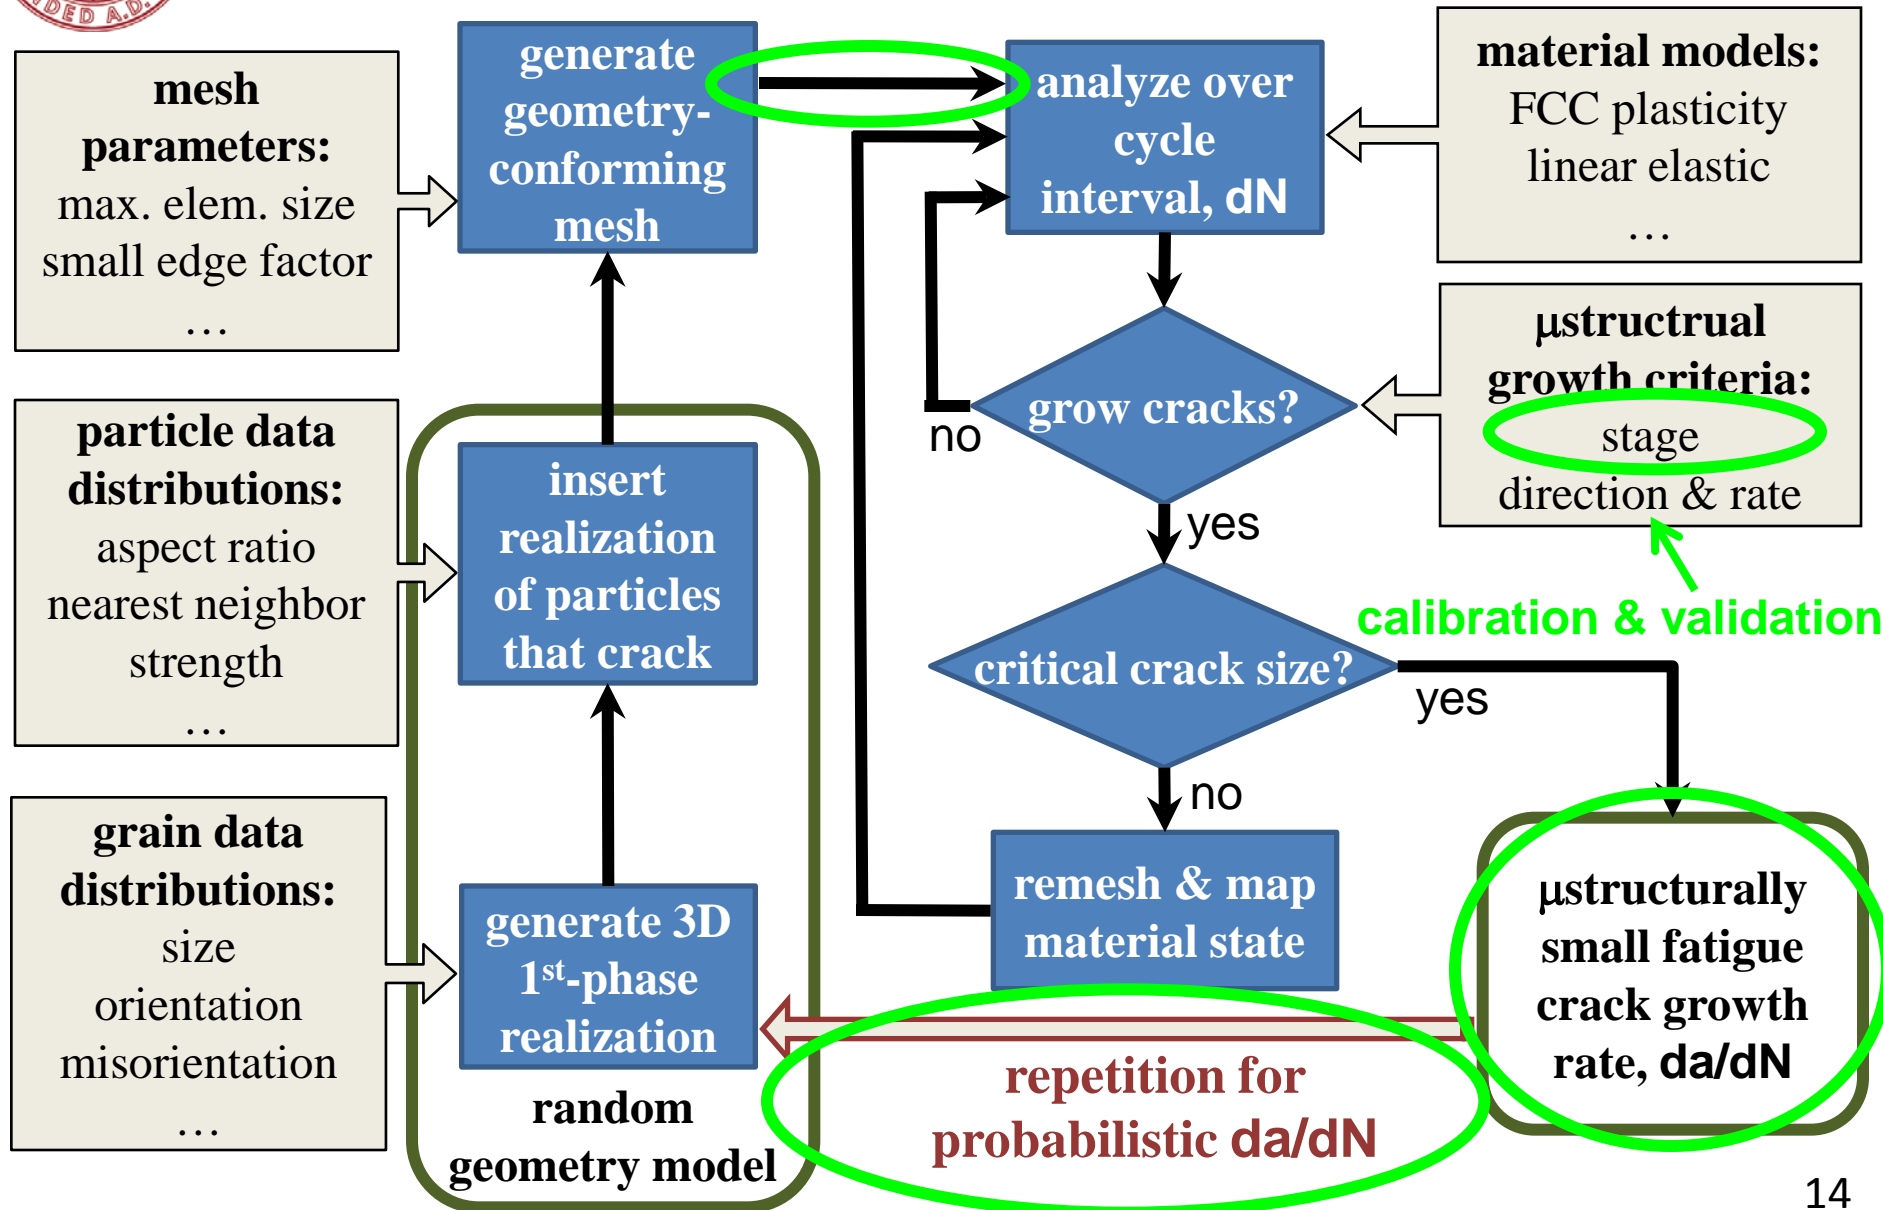 NDED A.D.
mesh
parameters:
max. elem. size
small edge factor
…
generate
geometry-
conforming
mesh
analyze over
cycle
interval, dN
material models:
FCC plasticity
linear elastic
…
µstructrual
growth criteria:
stage
direction & rate
calibration & validation
grow cracks?
no
yes
critical crack size?
yes
no
remesh & map
material state
particle data
distributions:
aspect ratio
nearest neighbor
strength
…
insert
realization
of particles
that crack
grain data
distributions:
size
orientation
misorientation
…
generate 3D
1st-phase
realization
random
geometry model
repetition for
probabilistic da/dN
µstructurally
small fatigue
crack growth
rate, da/dN
14